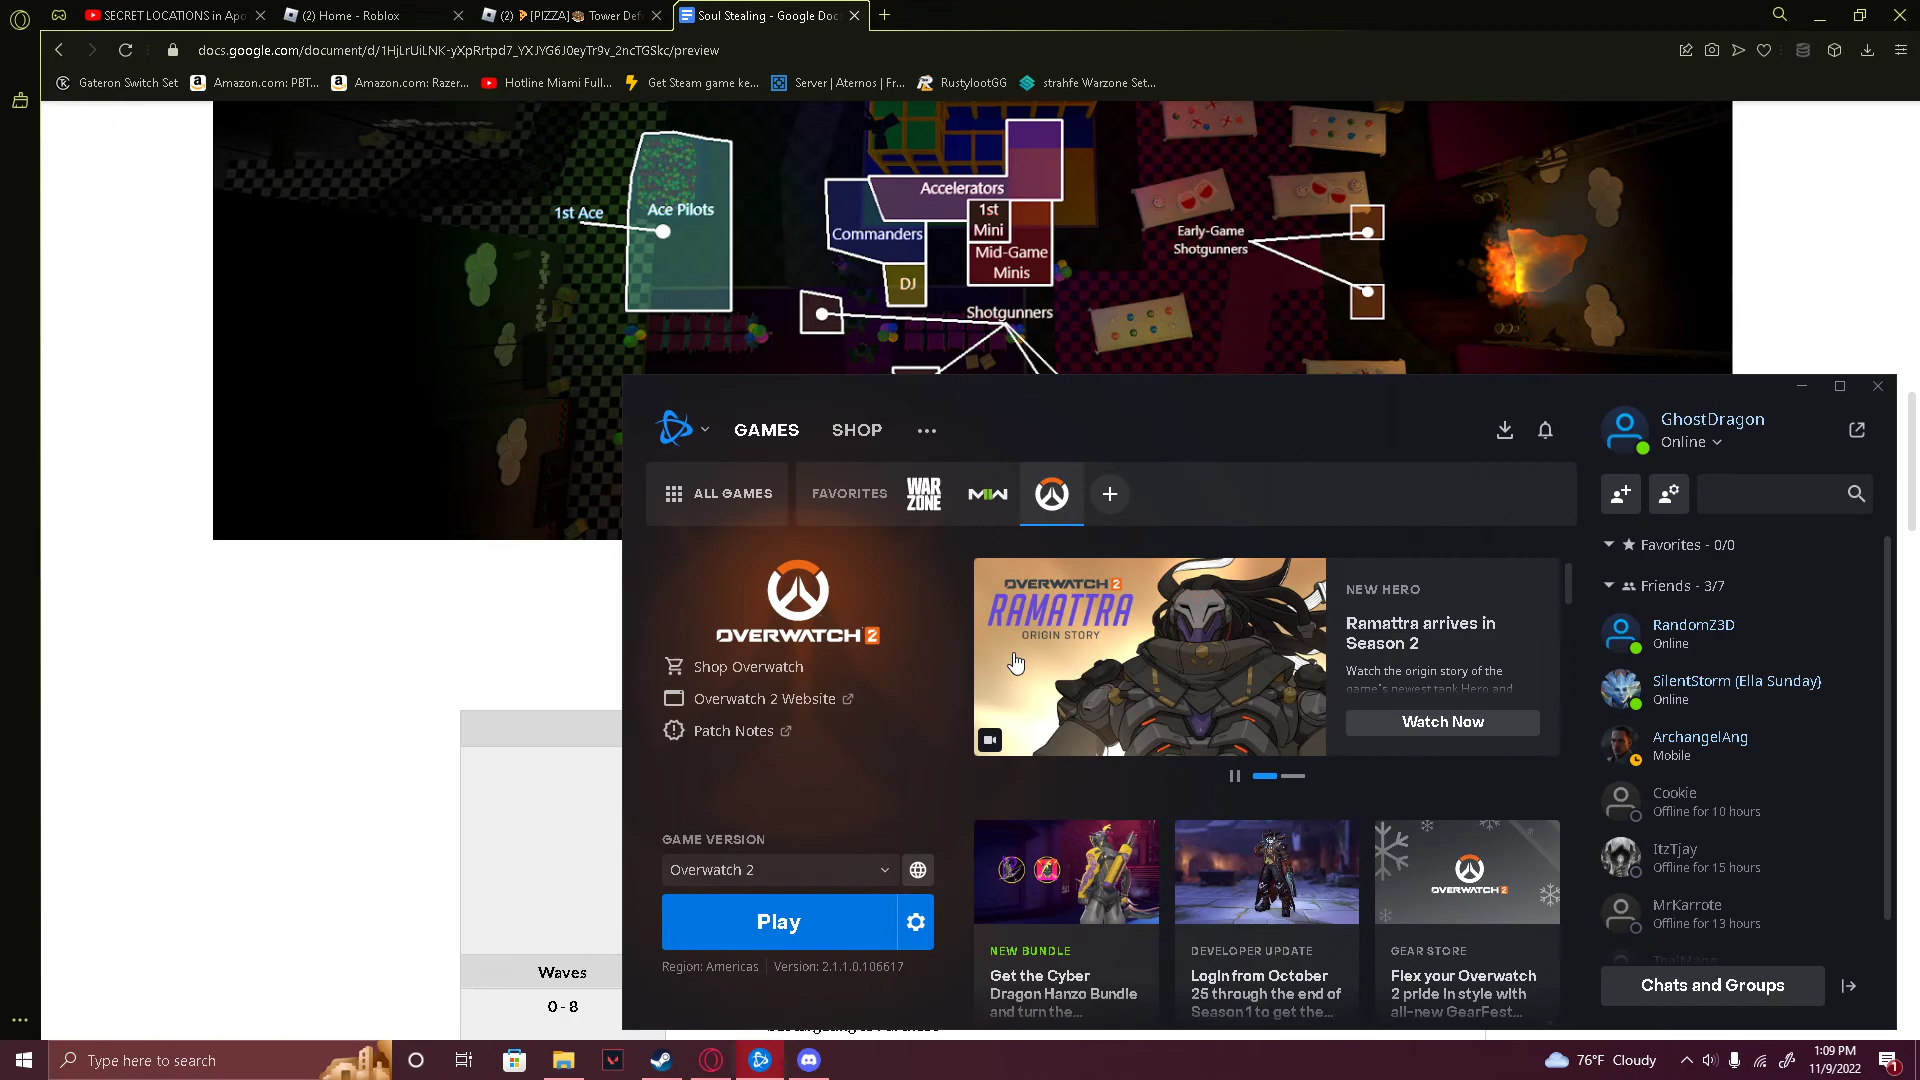 SECRET LOCATIONS in Apo
(2) Home - Roblox
(2) [PIZZA] Tower Def
Soul Stealing - Google Doc
docs.google.com/document/d/1HjLrUiLNK-yXpRrtpd7_YXJYG6J0eyTr9v_2ncTGSkc/preview
Gateron Switch Set
Amazon.com: PBT...
Amazon.com: Razer...
Hotline Miami Full...
Get Steam game ke...
Server | Aternos | Fr...
RustylootGG
strahfe Warzone Set...
1st Ace
Ace Pilots
Accelerators
Commanders
1st
Mini
Mid-Game
Minis
DJ
Shotgunners
Early-Game
Shotgunners
GAMES
SHOP
GhostDragon
Online
ALL GAMES
FAVORITES
WAR
ZONE
MW
Favorites - 0/0
Friends - 3/7
RandomZ3D
Online
SilentStorm (Ella Sunday}
Online
ArchangelAng
Mobile
Cookie
Offline for 10 hours
ItzTjay
Offline for 15 hours
MrKarrote
Offline for 13 hours
Chats and Groups
OVERWATCH 2
Shop Overwatch
Overwatch 2 Website
Patch Notes
OVERWATCH 2
RAMATTRA
ORIGIN STORY
NEW HERO
Ramattra arrives in
Season 2
Watch the origin story of the
game's newest tank Hero and
Watch Now
GAME VERSION
Overwatch 2
Play
Region: Americas
Version: 2.1.1.0.106617
NEW BUNDLE
Get the Cyber
Dragon Hanzo Bundle
and turn the...
DEVELOPER UPDATE
Login from October
25 through the end of
Season 1 to get the...
OVERWATCH 2
GEAR STORE
Flex your Overwatch
2 pride in style with
all-new GearFest...
Waves
0 - 8
Type here to search
76°F Cloudy
1:09 PM
11/9/2022
1